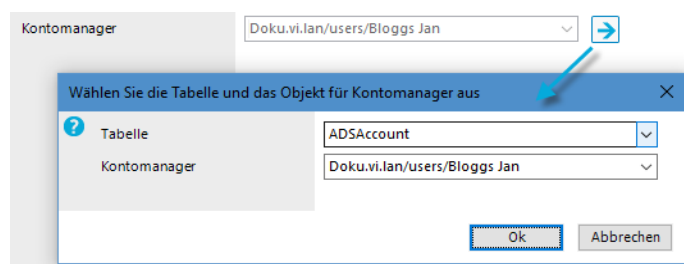 Kontomanager Doku.vi.lan/users/Bloggs Jan
Wählen Sie die Tabelle und das Objekt für Kontomanager aus
? Tabelle ADSAccount
Kontomanager Doku.vi.lan/users/Bloggs Jan
Ok Abbrechen